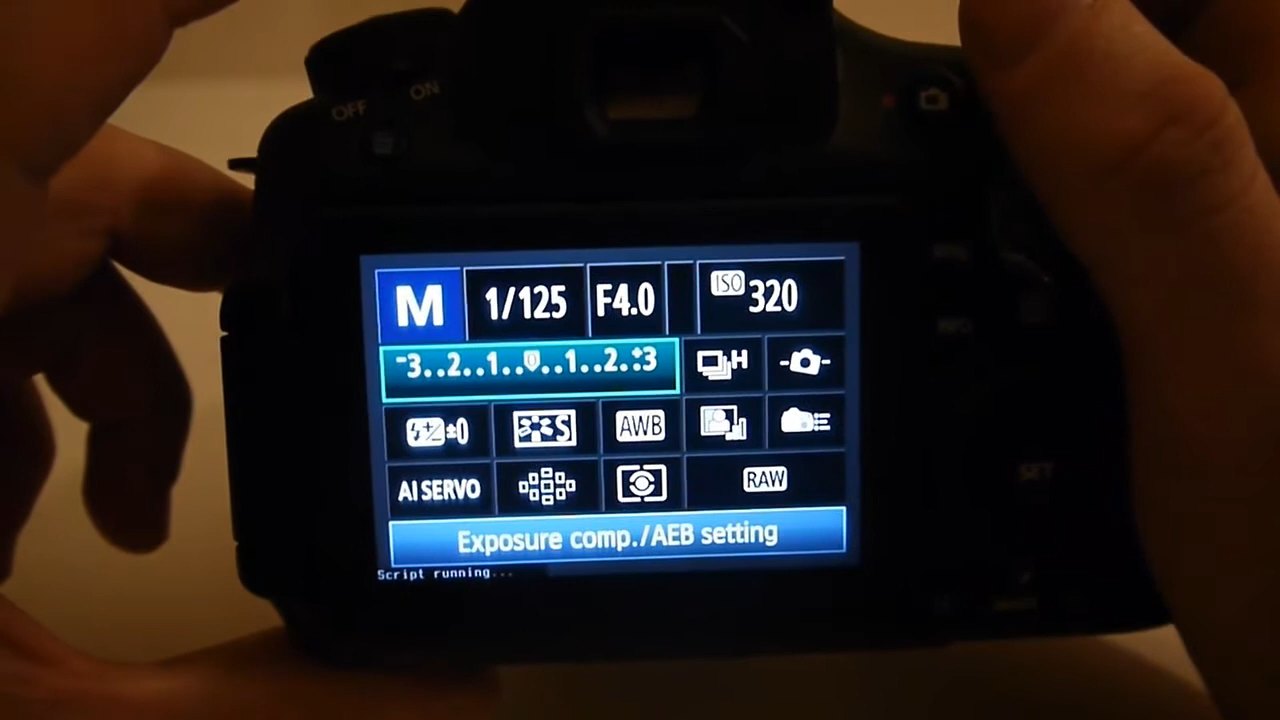 OFF ON
M 1/125 F4.0 ISO 320
-3..2..1..0..1..2.:+3 H
±0 S AWB
AI SERVO RAW
Exposure comp./AEB setting
Script running...
SET